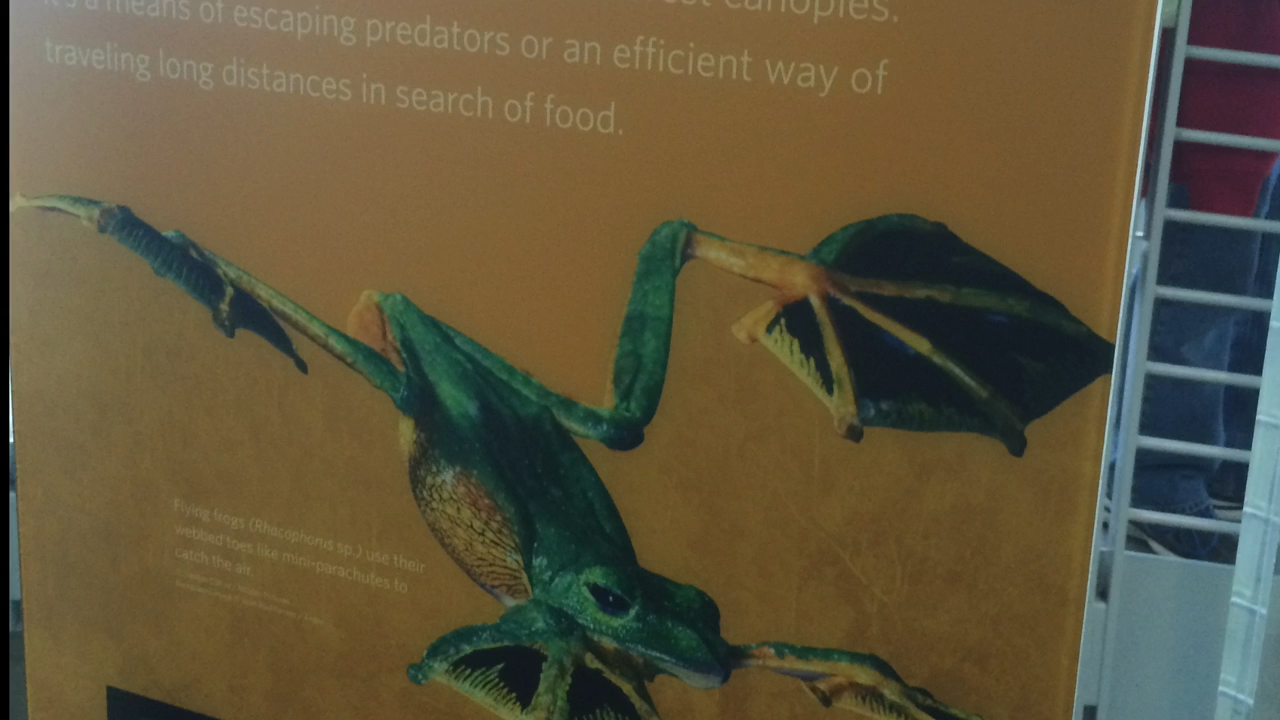 canopies.
it's a means of escaping predators or an efficient way of
traveling long distances in search of food.
Flying frogs (Rhacophorus sp.) use their
webbed toes like mini-parachutes to
catch the air.